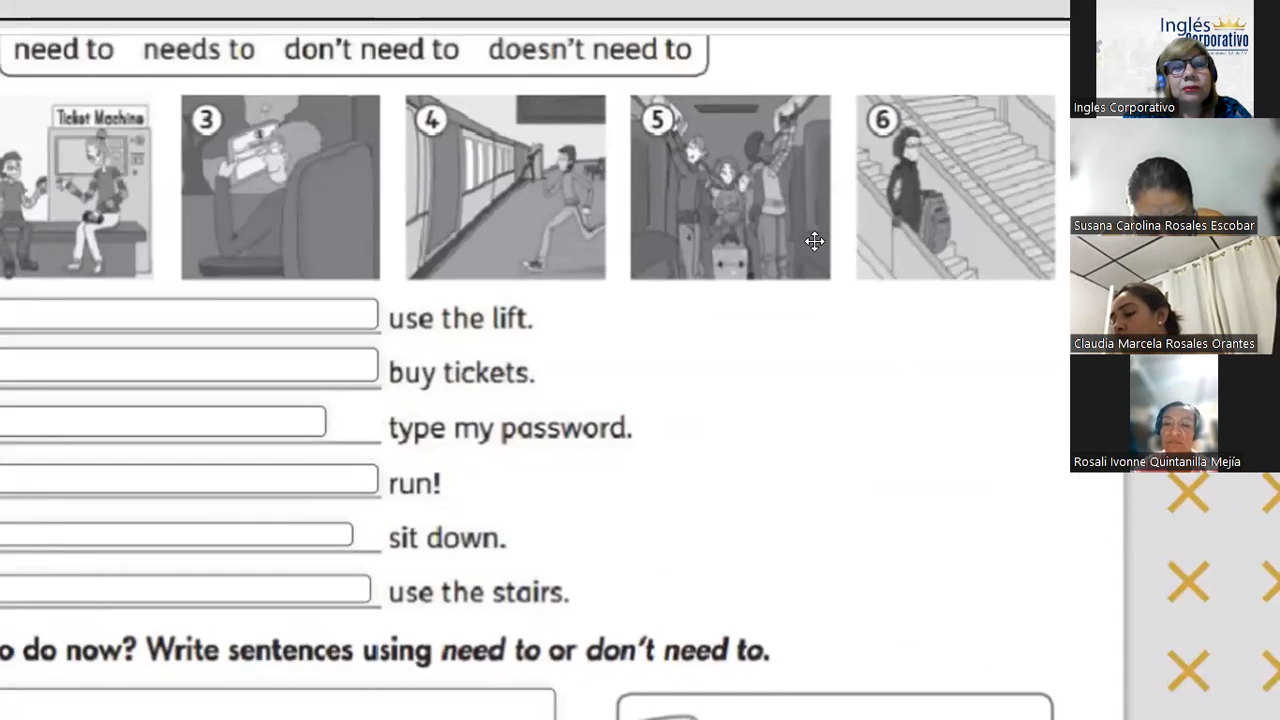 need to needs to don't need to doesn't need to
Ticket Machine
3
4
5
6
use the lift.
buy tickets.
type my password.
run!
sit down.
use the stairs.
o do now? Write sentences using need to or don't need to.
Inglés
Corporativo
Ingles Corporativo
Susana Carolina Rosales Escobar
Claudia Marcela Rosales Orantes
Rosali Ivonne Quintanilla Mejía